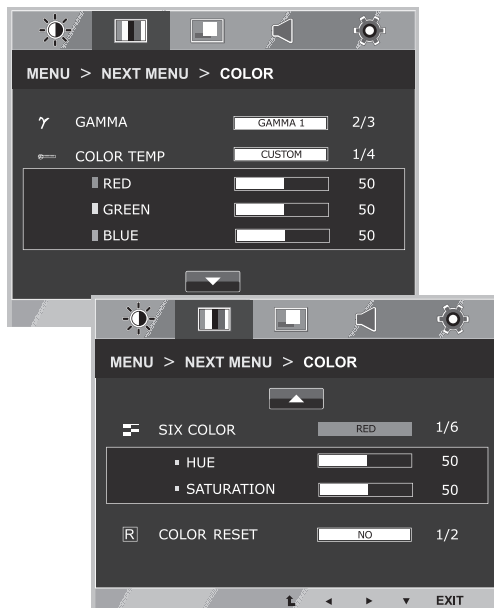 MENU > NEXT MENU > COLOR
γ GAMMA GAMMA 1 2/3
COLOR TEMP CUSTOM 1/4
RED 50
GREEN 50
BLUE 50
MENU > NEXT MENU > COLOR
SIX COLOR RED 1/6
HUE 50
SATURATION 50
R COLOR RESET NO 1/2
EXIT